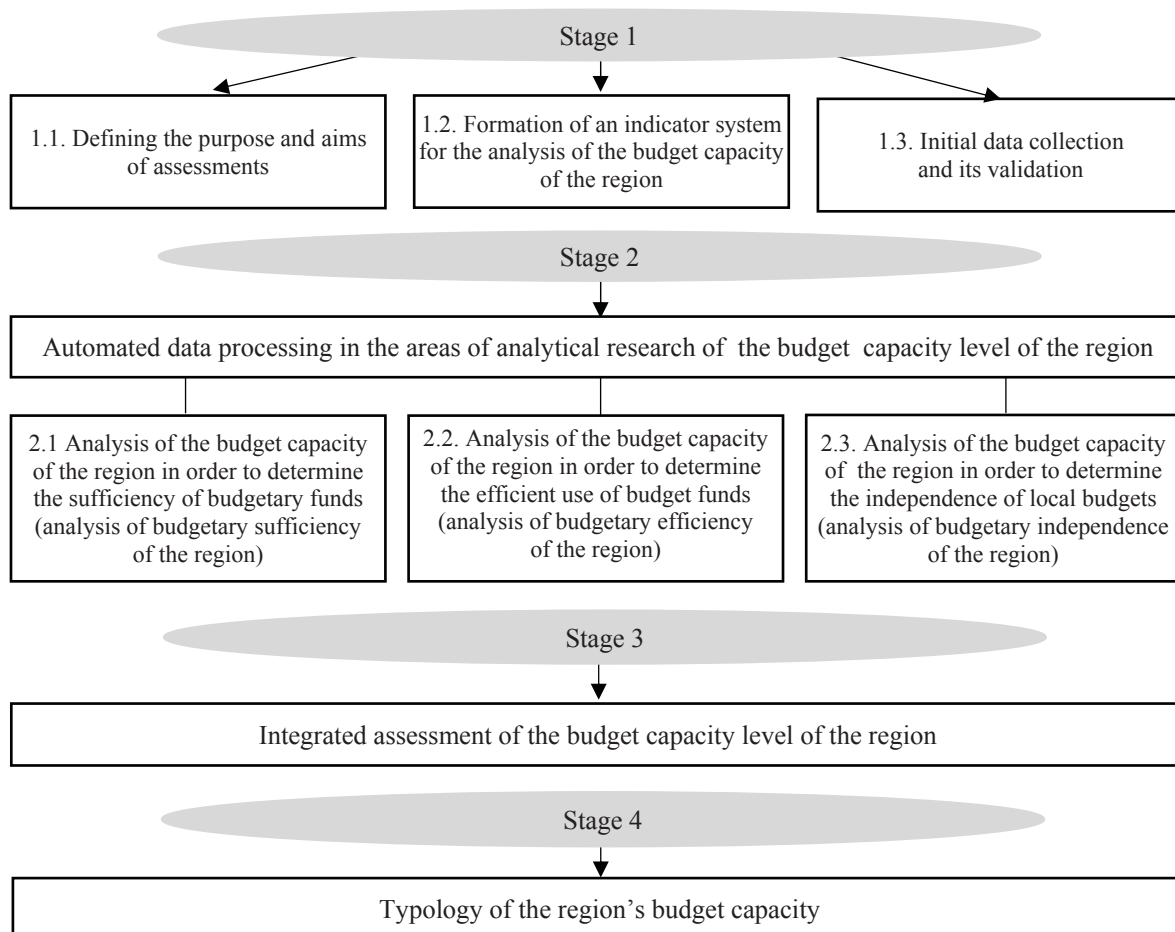 Stage 1
1.1. Defining the purpose and aims
of assessments
1.2. Formation of an indicator system
for the analysis of the budget capacity
of the region
1.3. Initial data collection
and its validation
Stage 2
Automated data processing in the areas of analytical research of the budget capacity level of the region
2.1 Analysis of the budget capacity
of the region in order to determine
the sufficiency of budgetary funds
(analysis of budgetary sufficiency
of the region)
2.2. Analysis of the budget capacity
of the region in order to determine
the efficient use of budget funds
(analysis of budgetary efficiency
of the region)
2.3. Analysis of the budget capacity
of the region in order to determine
the independence of local budgets
(analysis of budgetary independence
of the region)
Stage 3
Integrated assessment of the budget capacity level of the region
Stage 4
Typology of the region’s budget capacity